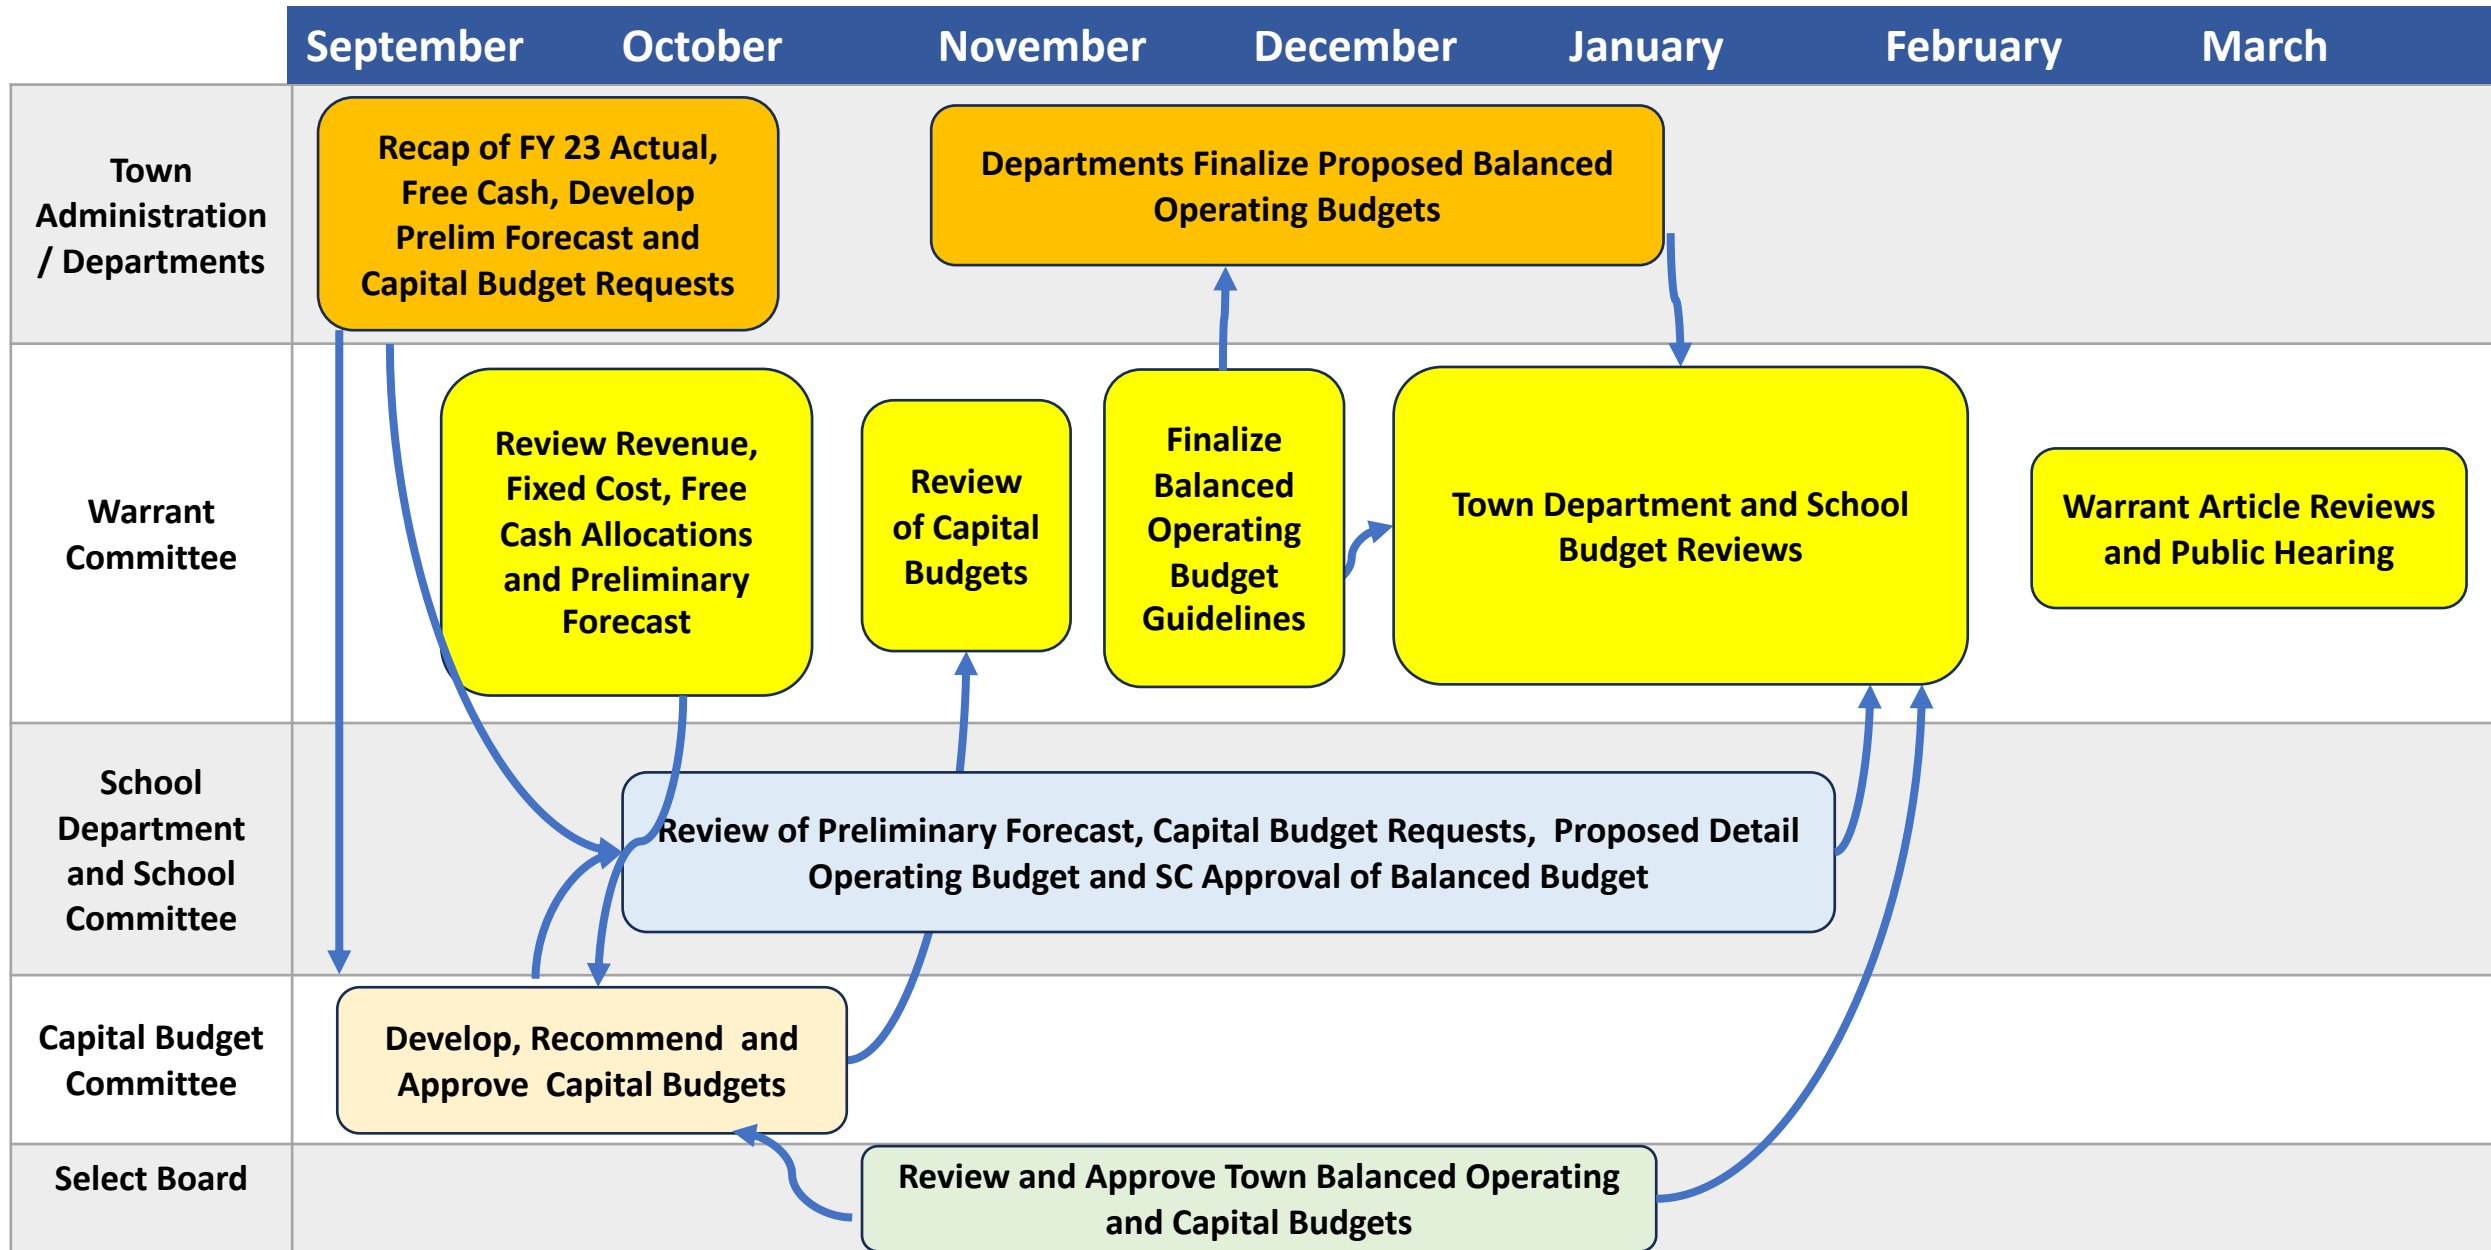 September October November December January February March
Town
Administration
/ Departments
Recap of FY 23 Actual,
Free Cash, Develop
Prelim Forecast and
Capital Budget Requests
Departments Finalize Proposed Balanced
Operating Budgets
Warrant
Committee
Review Revenue,
Fixed Cost, Free
Cash Allocations
and Preliminary
Forecast
Review
of Capital
Budgets
Finalize
Balanced
Operating
Budget
Guidelines
Town Department and School
Budget Reviews
Warrant Article Reviews
and Public Hearing
School
Department
and School
Committee
Review of Preliminary Forecast, Capital Budget Requests, Proposed Detail
Operating Budget and SC Approval of Balanced Budget
Capital Budget
Committee
Develop, Recommend and
Approve Capital Budgets
Select Board
Review and Approve Town Balanced Operating
and Capital Budgets